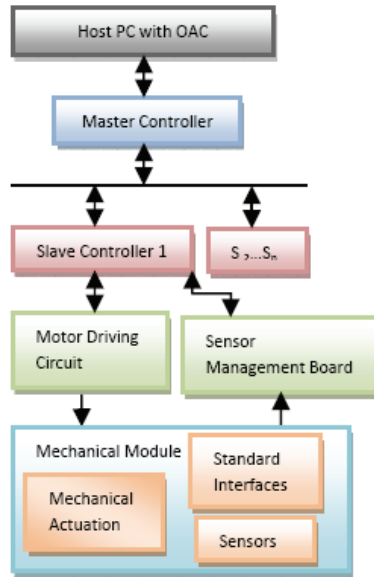 Host PC with OAC
Master Controller
Slave Controller 1
S ₂,...Sₙ
Motor Driving
Circuit
Sensor
Management Board
Mechanical Module
Standard
Interfaces
Mechanical
Actuation
Sensors